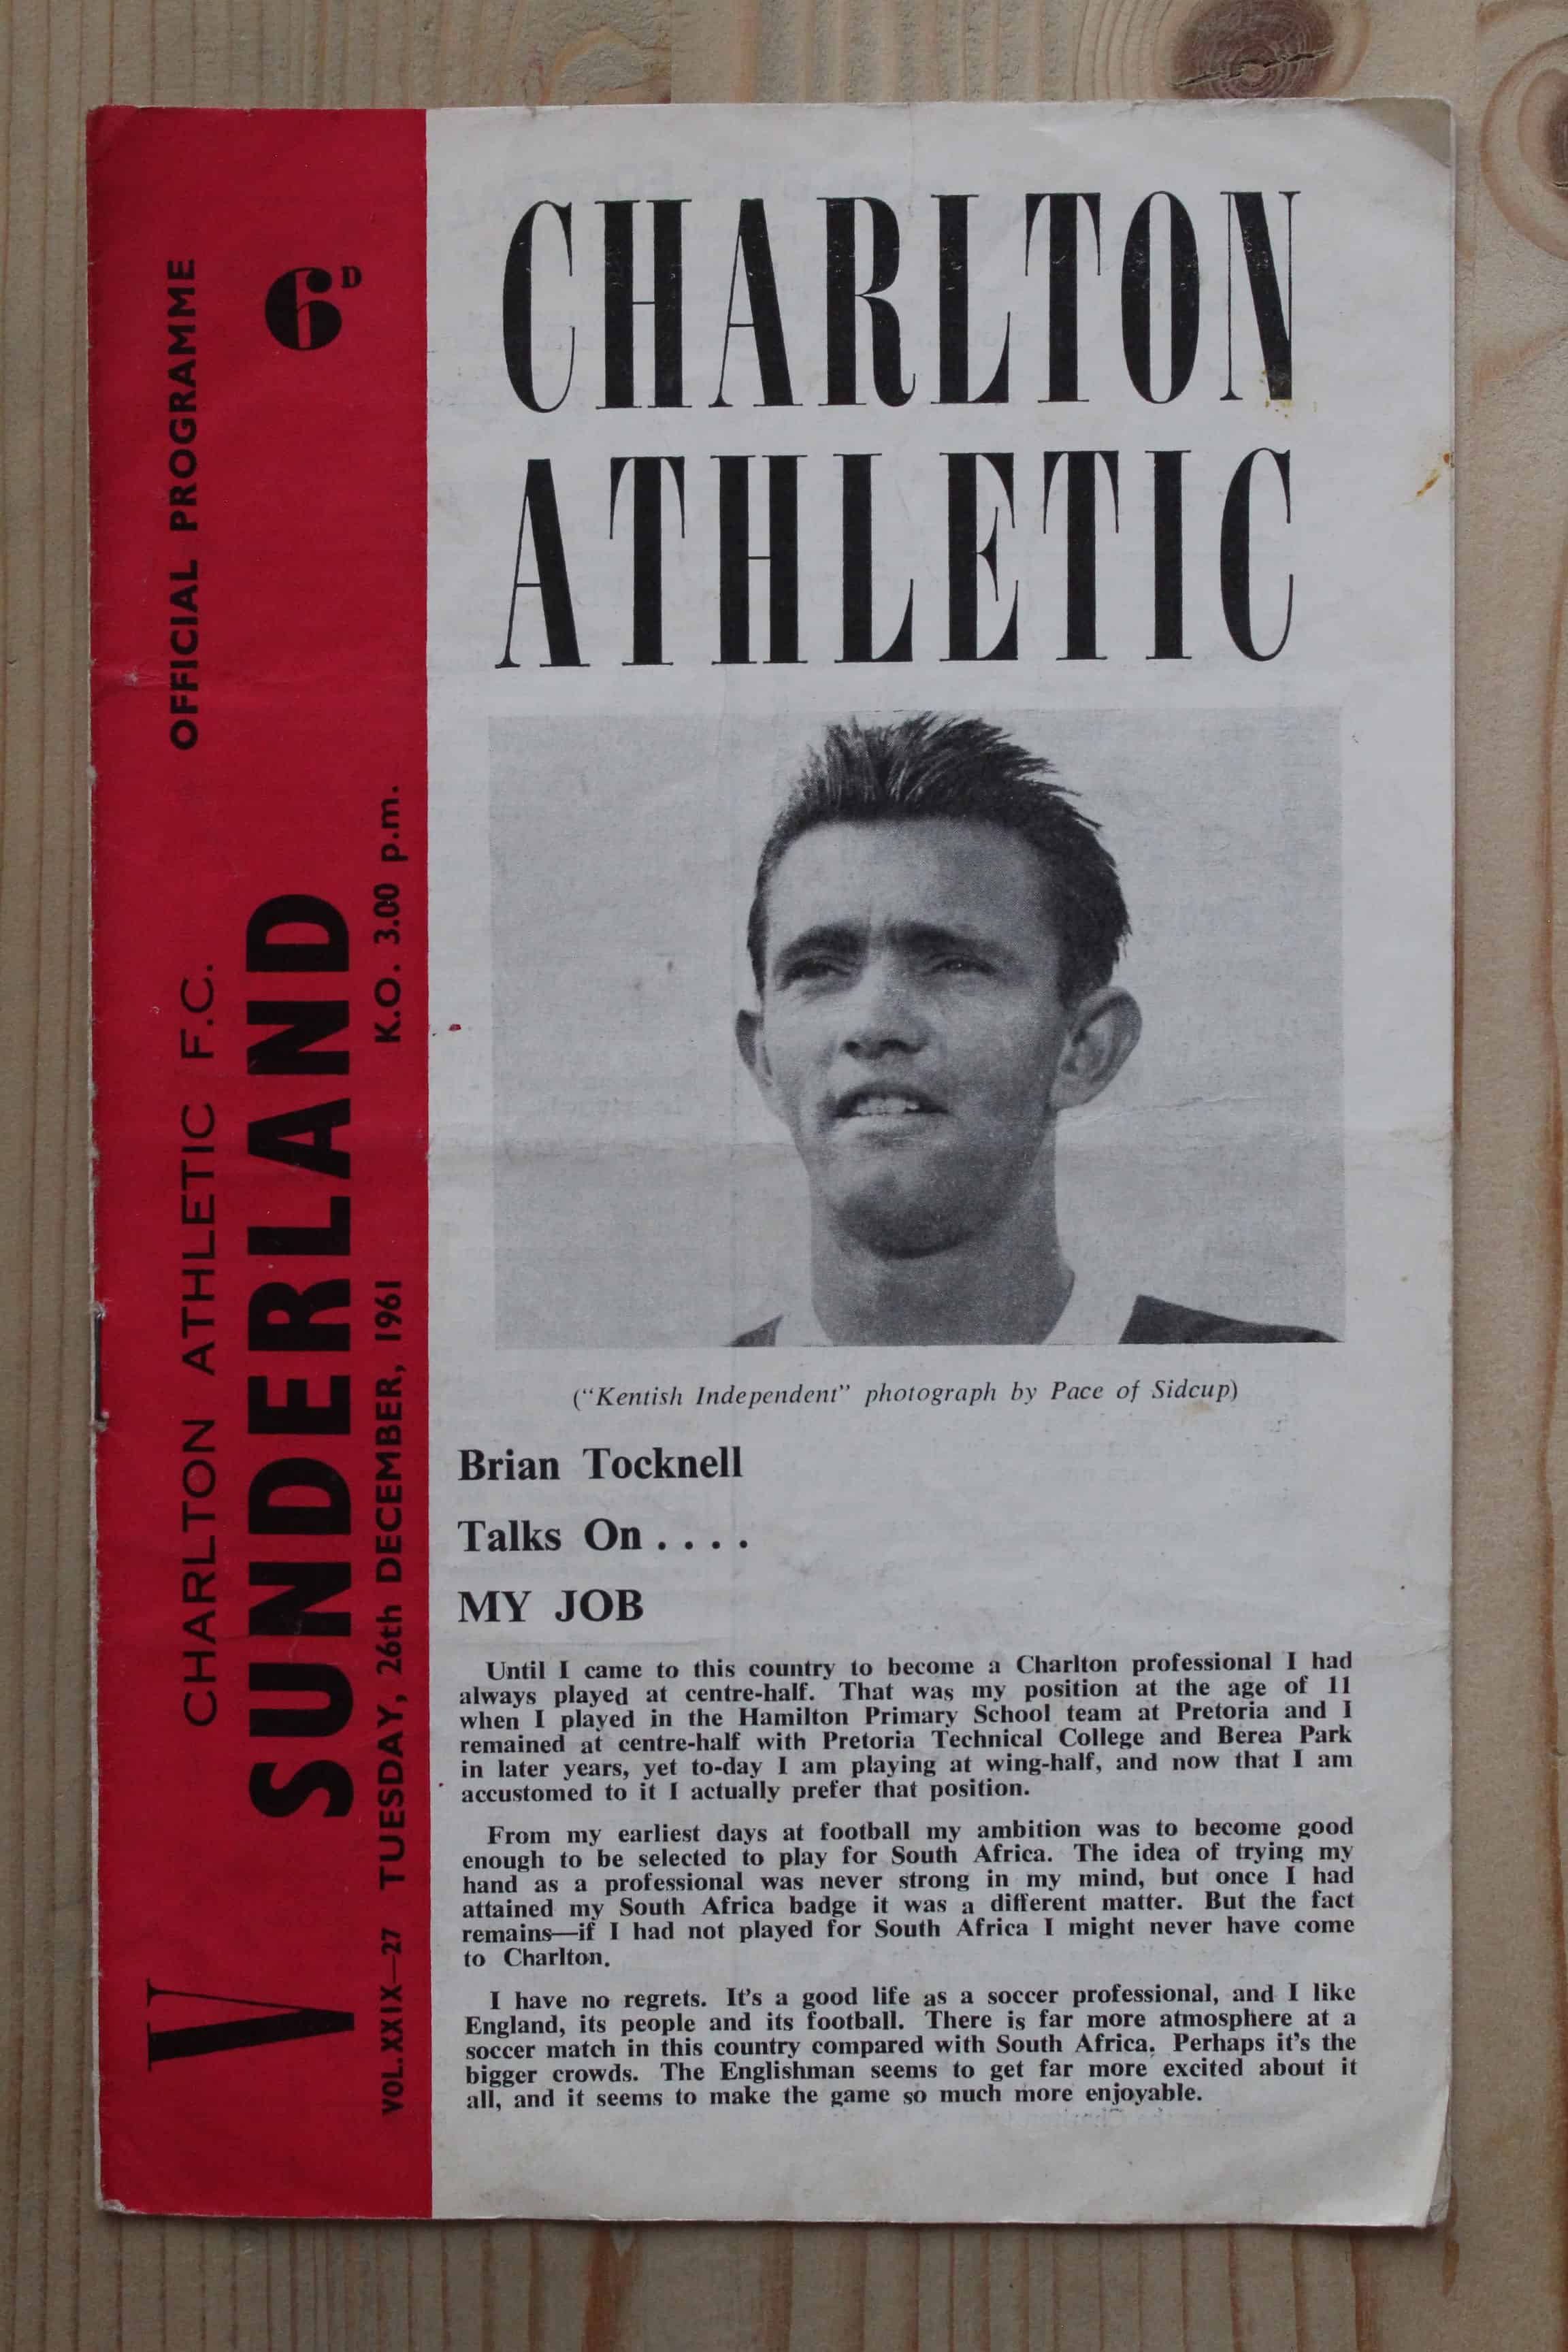 OFFICIAL PROGRAMME
6D
CHARLTON ATHLETIC F.C.
V
SUNDERLAND
VOL.XXIX—27 TUESDAY, 26th DECEMBER, 1961 K.O. 3.00 p.m.
CHARLTON
ATHLETIC
("Kentish Independent" photograph by Pace of Sidcup)
Brian Tocknell
Talks On . . . .
MY JOB
Until I came to this country to become a Charlton professional I had
always played at centre-half. That was my position at the age of 11
when I played in the Hamilton Primary School team at Pretoria and I
remained at centre-half with Pretoria Technical College and Berea Park
in later years, yet to-day I am playing at wing-half, and now that I am
accustomed to it I actually prefer that position.
From my earliest days at football my ambition was to become good
enough to be selected to play for South Africa. The idea of trying my
hand as a professional was never strong in my mind, but once I had
attained my South Africa badge it was a different matter. But the fact
remains—if I had not played for South Africa I might never have come
to Charlton.
I have no regrets. It's a good life as a soccer professional, and I like
England, its people and its football. There is far more atmosphere at a
soccer match in this country compared with South Africa. Perhaps it's the
bigger crowds. The Englishman seems to get far more excited about it
all, and it seems to make the game so much more enjoyable.